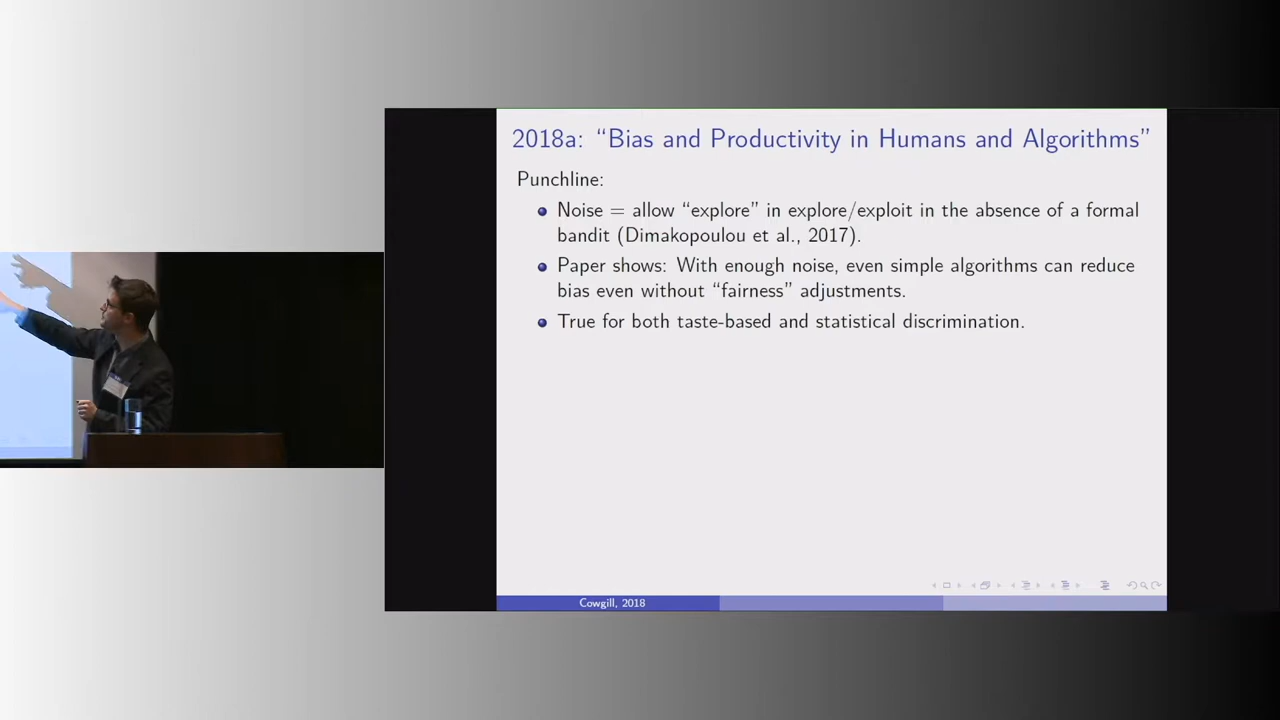 2018a: “Bias and Productivity in Humans and Algorithms”
Punchline:
Noise = allow “explore” in explore/exploit in the absence of a formal
bandit (Dimakopoulou et al., 2017).
Paper shows: With enough noise, even simple algorithms can reduce
bias even without “fairness” adjustments.
True for both taste-based and statistical discrimination.
Cowgill, 2018